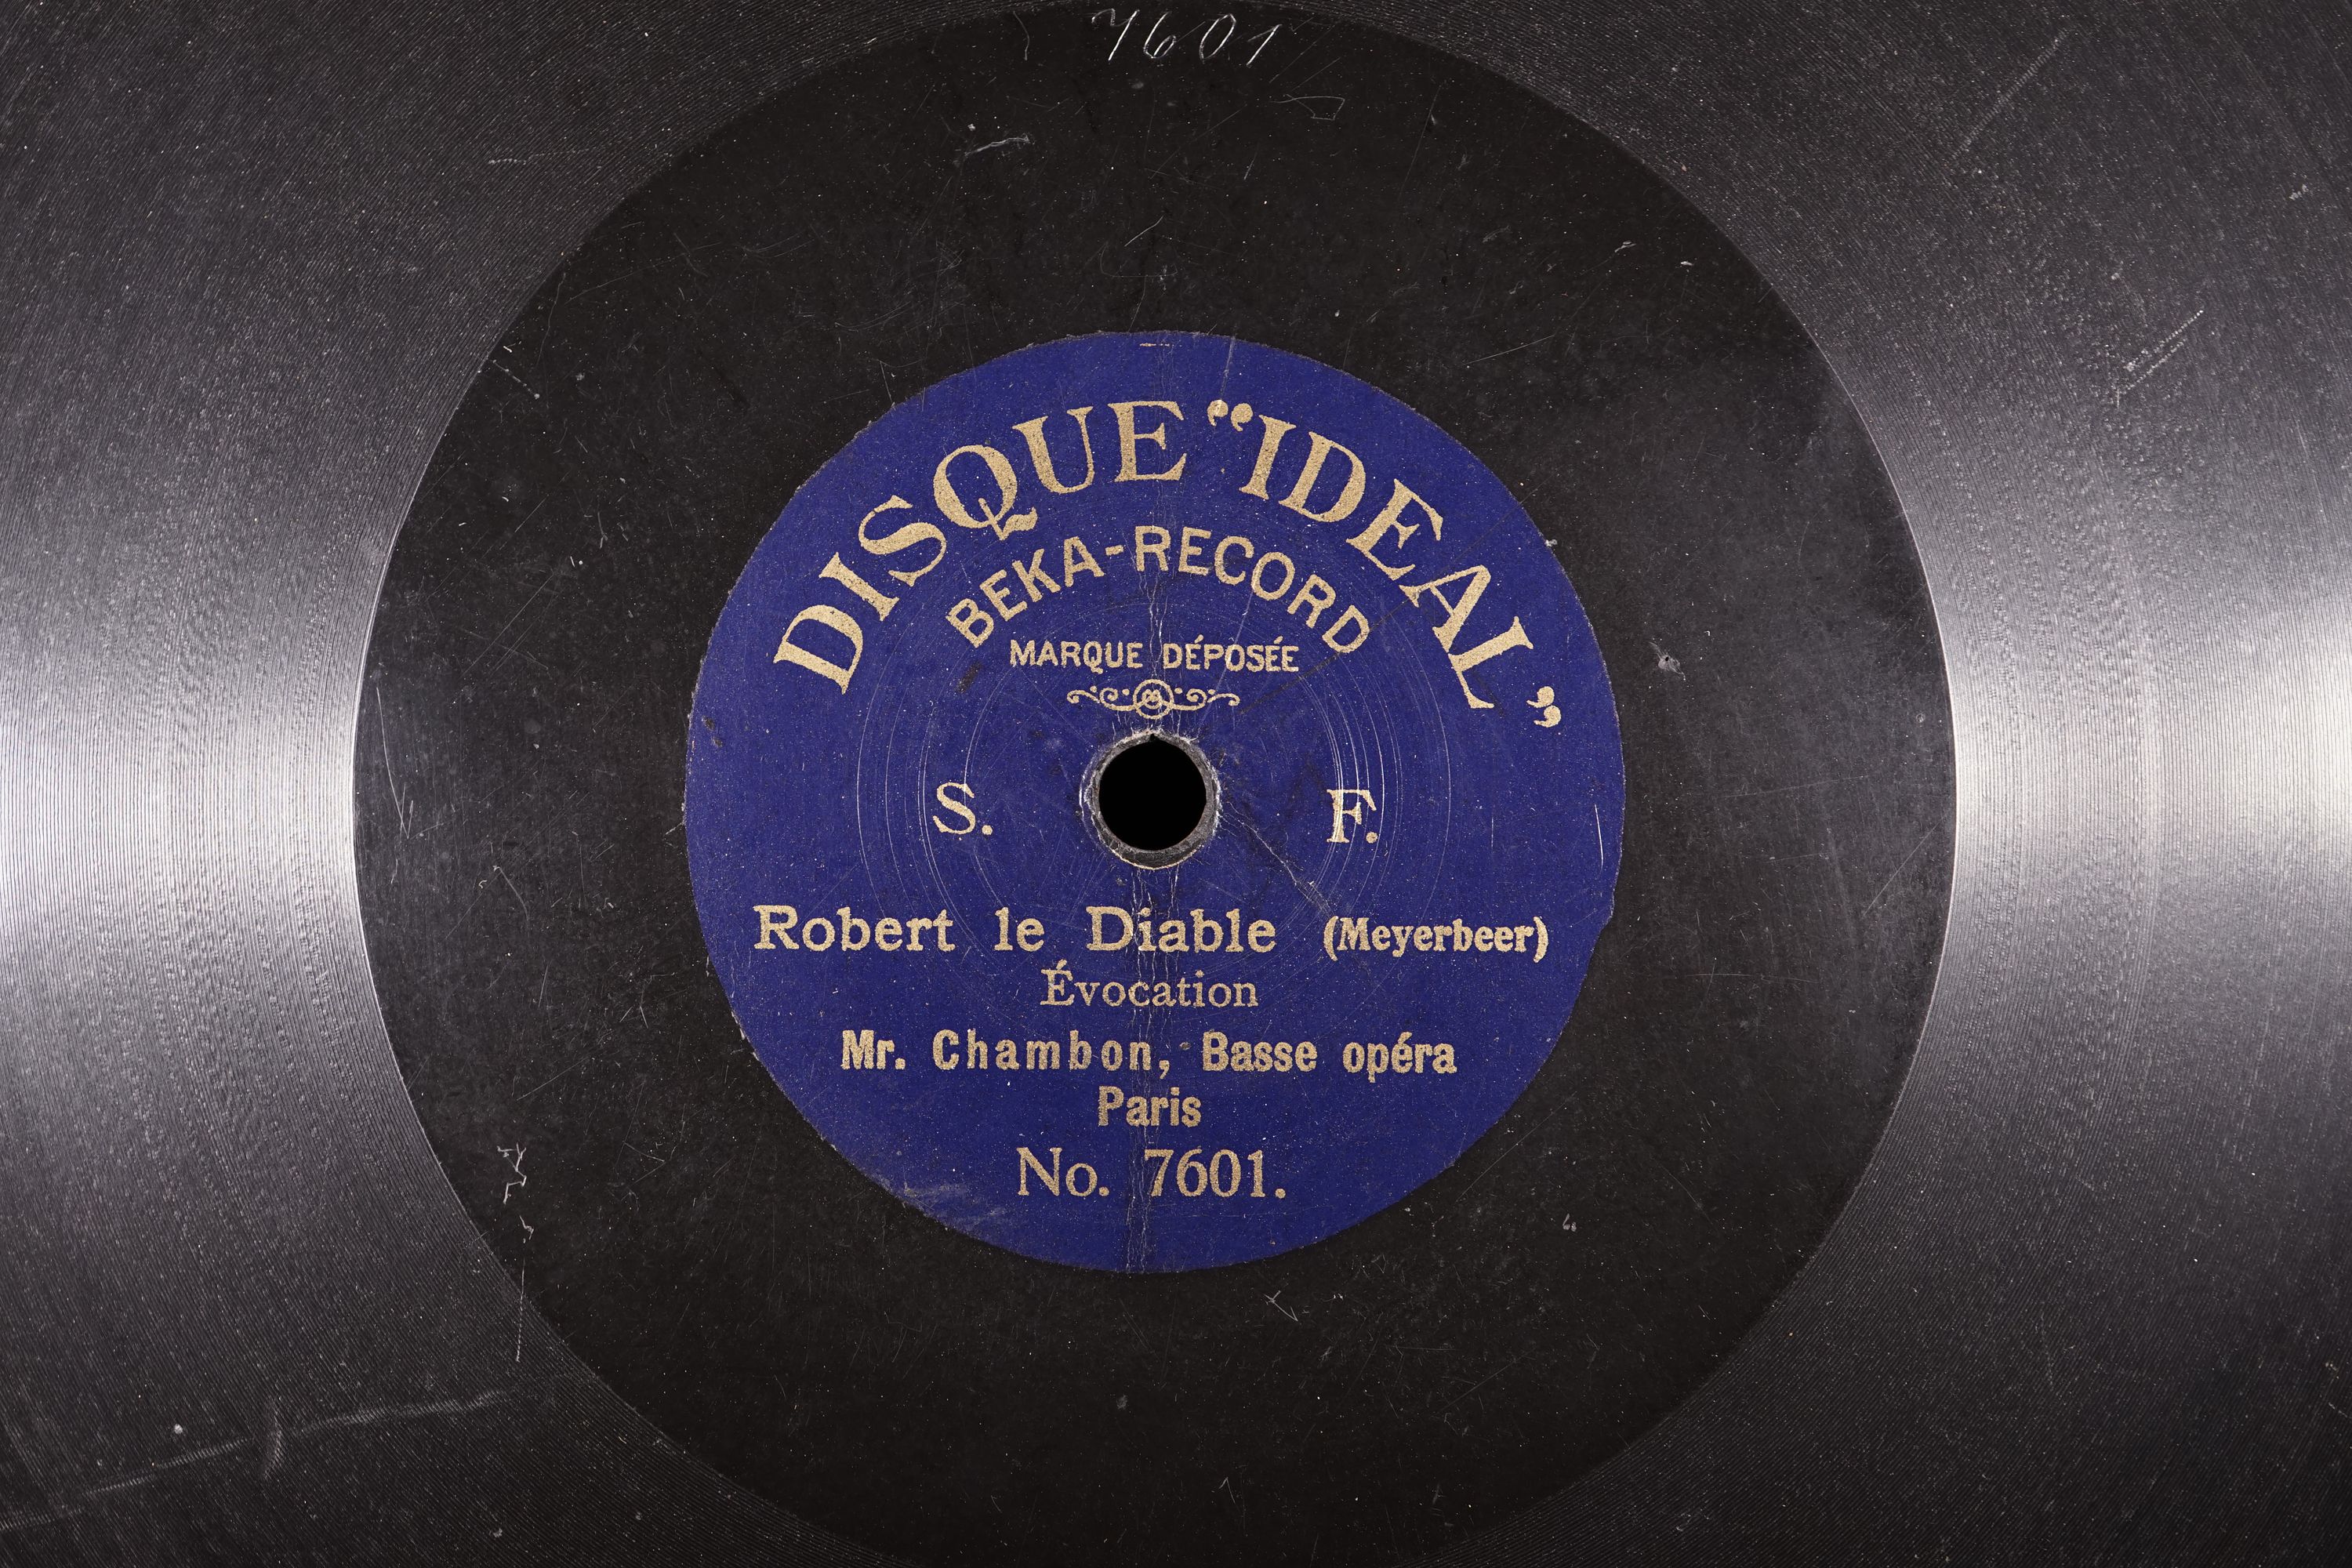 7601
DISQUE "IDEAL"
BEKA-RECORD
MARQUE DÉPOSÉE
S. F.
Robert le Diable (Meyerbeer)
Évocation
Mr. Chambon, Basse opéra
Paris
No. 7601.